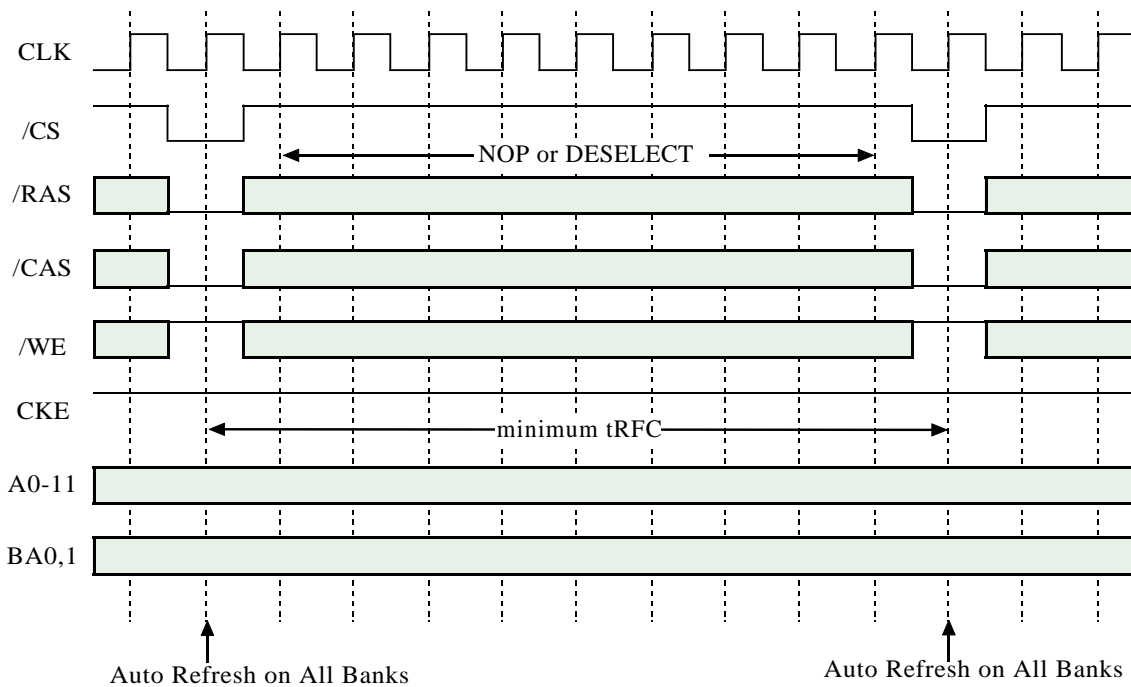 CLK
/CS
NOP or DESELECT
/RAS
/CAS
/WE
CKE
minimum tRFC
A0-11
BA0,1
Auto Refresh on All Banks
Auto Refresh on All Banks